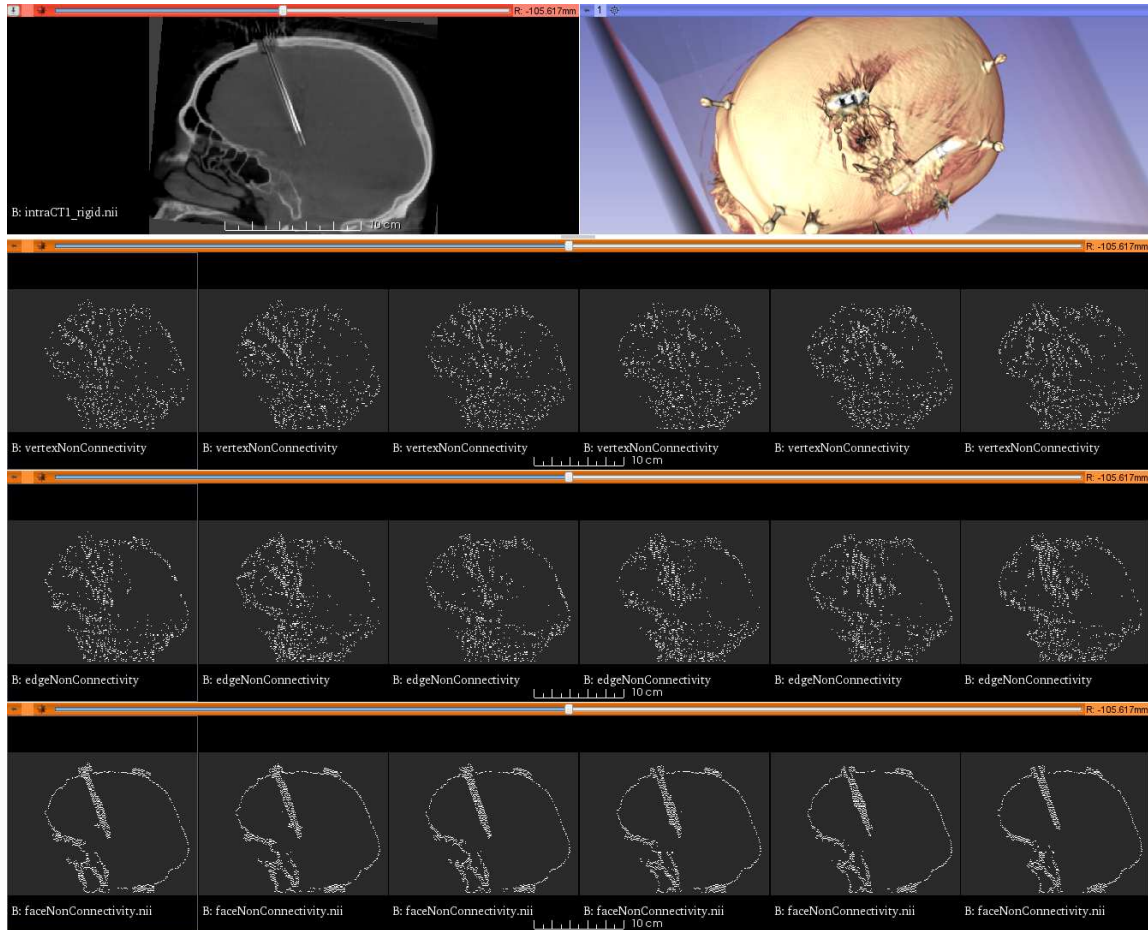 R: -105.617mm
1
B: intraCT1_rigid.nii
10 cm
R: -105.617mm
B: vertexNonConnectivity B: vertexNonConnectivity B: vertexNonConnectivity B: vertexNonConnectivity B: vertexNonConnectivity B: vertexNonConnectivity
10 cm
R: -105.617mm
B: edgeNonConnectivity B: edgeNonConnectivity B: edgeNonConnectivity B: edgeNonConnectivity B: edgeNonConnectivity B: edgeNonConnectivity
10 cm
R: -105.617mm
B: faceNonConnectivity.nii B: faceNonConnectivity.nii B: faceNonConnectivity.nii B: faceNonConnectivity.nii B: faceNonConnectivity.nii B: faceNonConnectivity.nii
10 cm